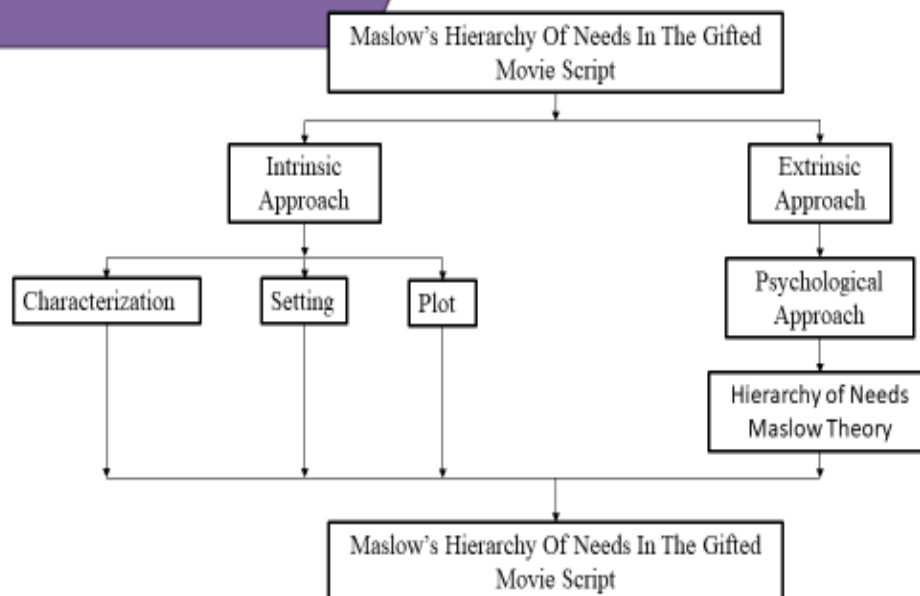 Maslow's Hierarchy Of Needs In The Gifted
Movie Script
Intrinsic
Approach
Extrinsic
Approach
Characterization
Setting
Plot
Psychological
Approach
Hierarchy of Needs
Maslow Theory
Maslow's Hierarchy Of Needs In The Gifted
Movie Script